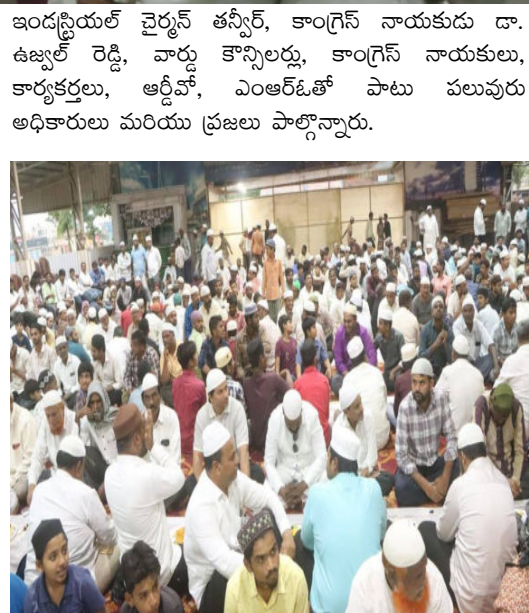 ఇండస్ట్రియల్ చైర్మన్ తన్వీర్, కాంగ్రెస్ నాయకుడు డా.
ఉజ్వల్ రెడ్డి, వార్డు కౌన్సిలర్లు, కాంగ్రెస్ నాయకులు,
కార్యకర్తలు, ఆర్డీవో, ఎంఆర్ఓతో పాటు పలువురు
అధికారులు మరియు ప్రజలు పాల్గొన్నారు.